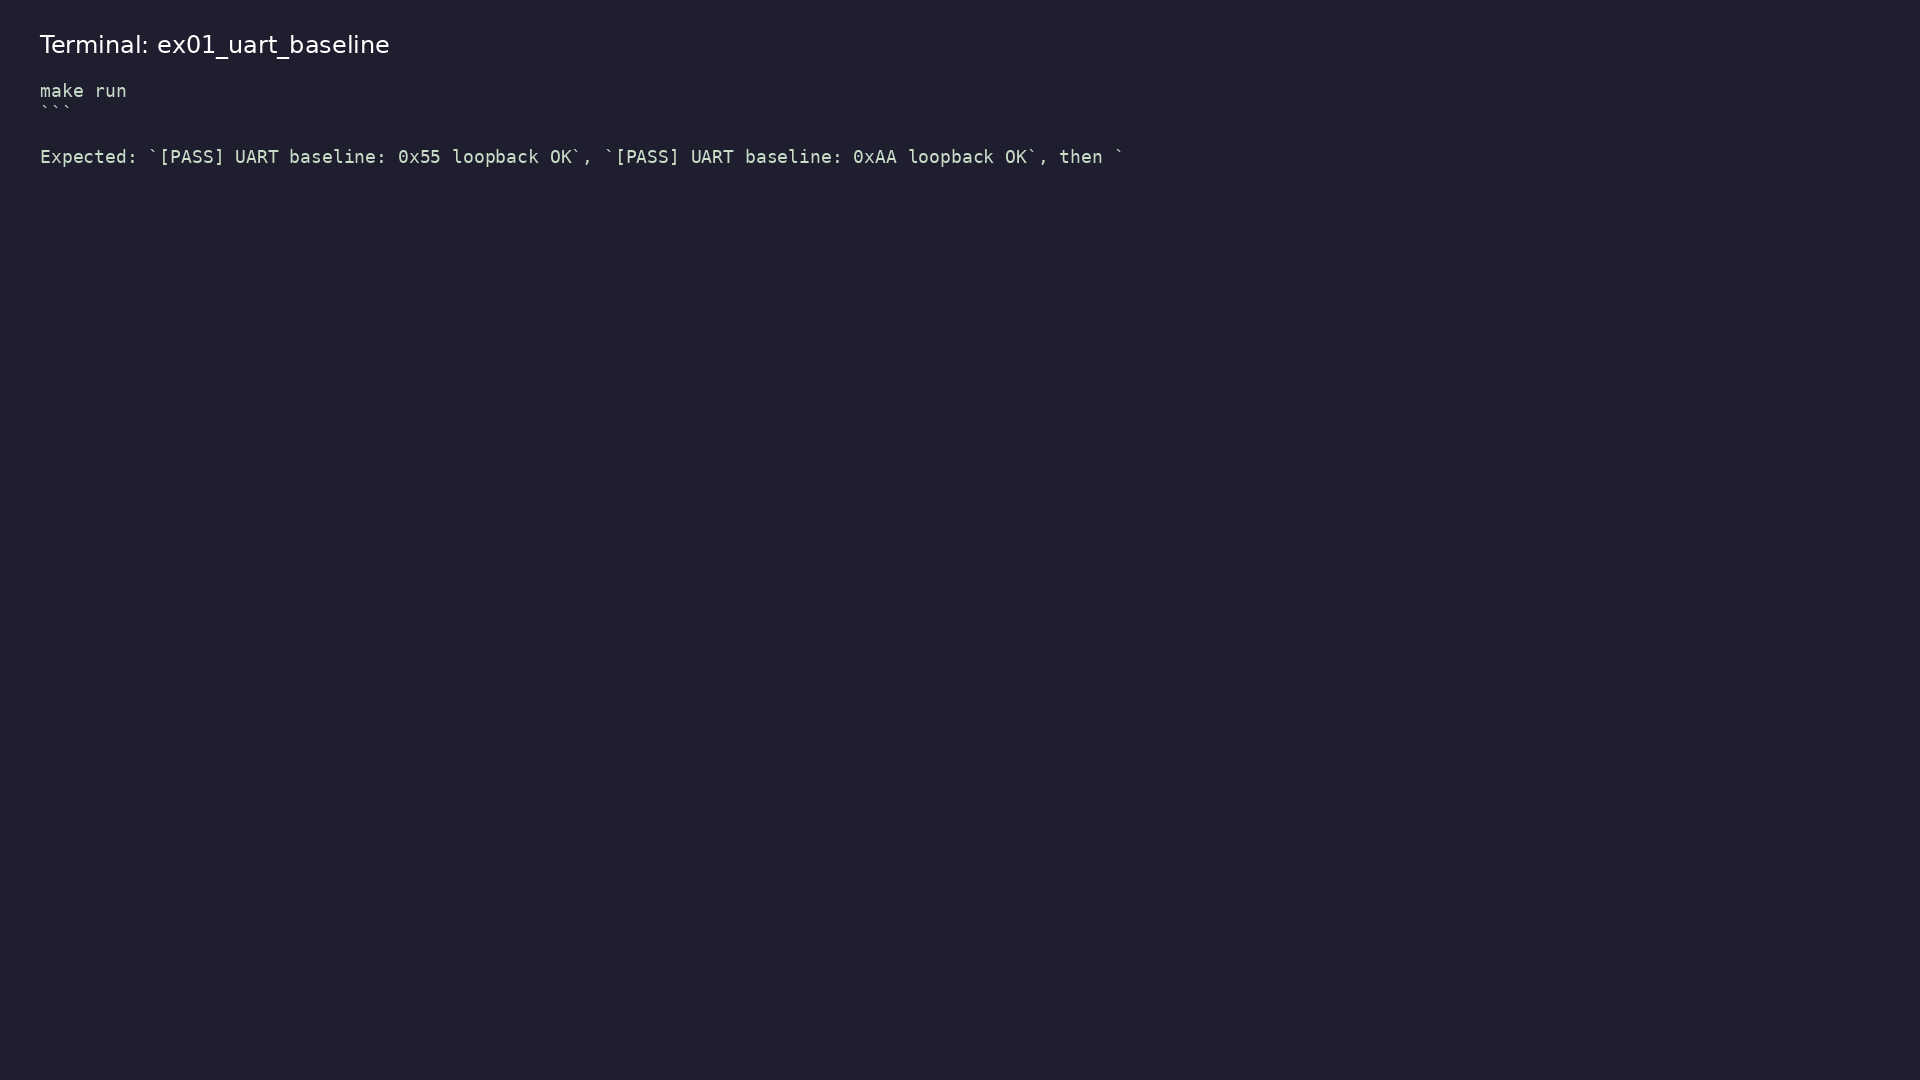 Terminal: ex01_uart_baseline
make run
```
Expected: `[PASS] UART baseline: 0x55 loopback OK`, `[PASS] UART baseline: 0xAA loopback OK`, then `